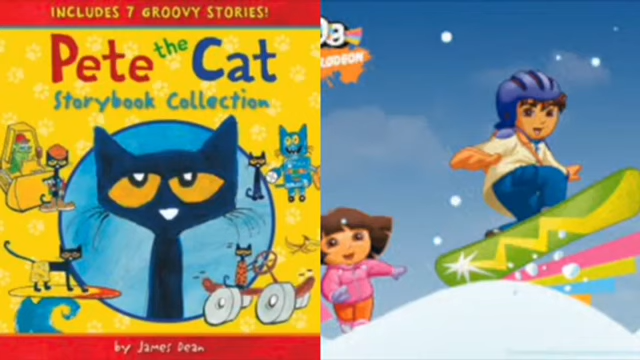 INCLUDES 7 GROOVY STORIES!
Pete the Cat
Storybook Collection
by James Dean